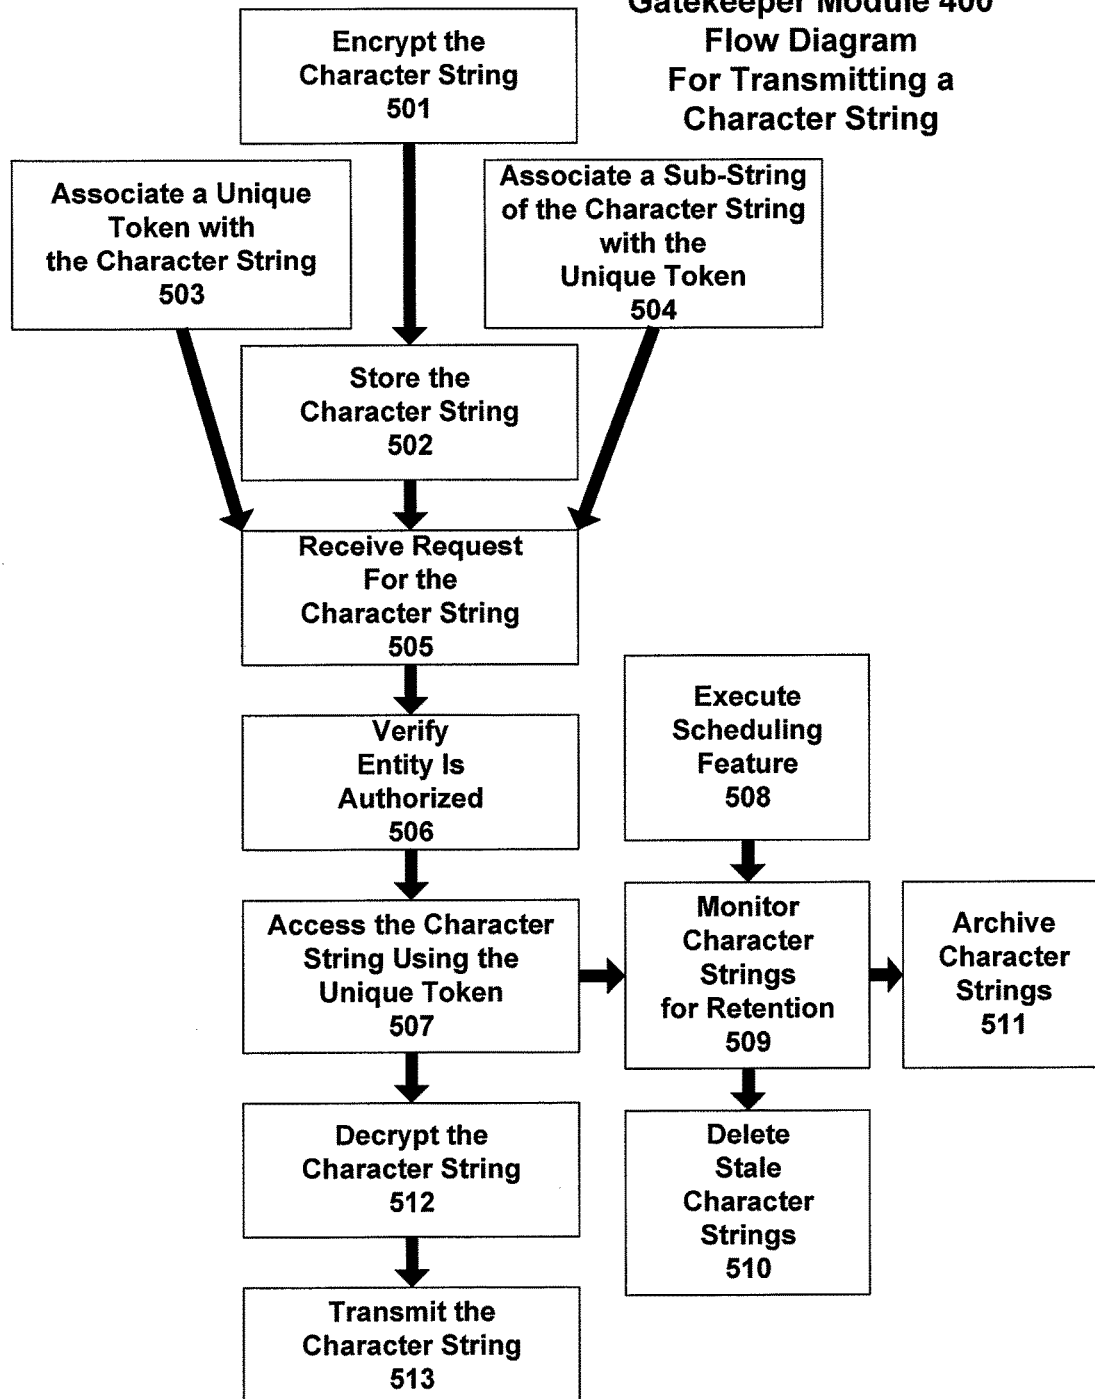 Gatekeeper Module 400
Flow Diagram
For Transmitting a
Character String
Encrypt the
Character String
501
Associate a Unique
Token with
the Character String
503
Associate a Sub-String
of the Character String
with the
Unique Token
504
Store the
Character String
502
Receive Request
For the
Character String
505
Verify
Entity Is
Authorized
506
Execute
Scheduling
Feature
508
Access the Character
String Using the
Unique Token
507
Monitor
Character
Strings
for Retention
509
Archive
Character
Strings
511
Decrypt the
Character String
512
Delete
Stale
Character
Strings
510
Transmit the
Character String
513